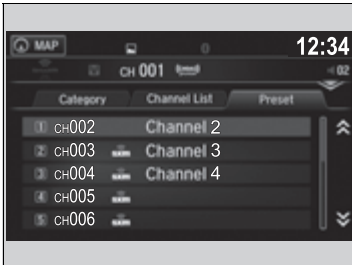 MAP 12:34
CH 001 02
Category Channel List Preset
1 CH002 Channel 2
2 CH003 Channel 3
3 CH004 Channel 4
4 CH005
5 CH006